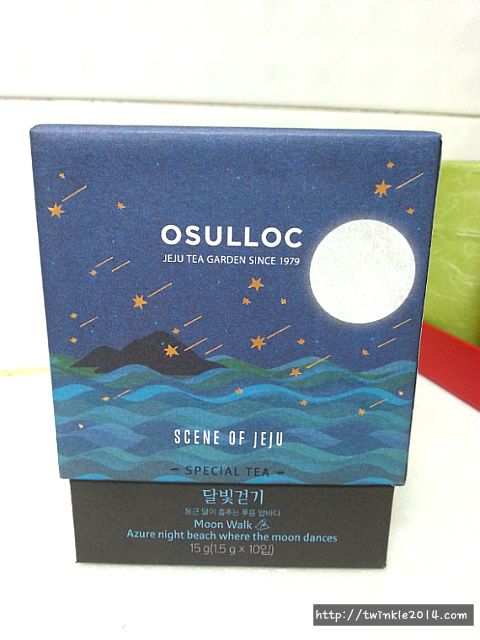 OSULLOC
JEJU TEA GARDEN SINCE 1979
SCENE OF JEJU
SPECIAL TEA
달빛걷기
둥근 달이 춤추는 푸른 밤바다
Moon Walk
Azure night beach where the moon dances
15 g(1.5 g × 10입)
http://twinkle2014.com